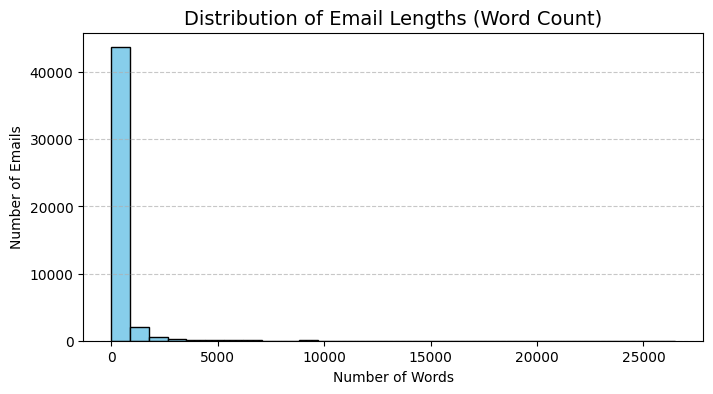 Distribution of Email Lengths (Word Count)
40000
30000
20000
10000
0
Number of Emails
0 5000 10000 15000 20000 25000
Number of Words